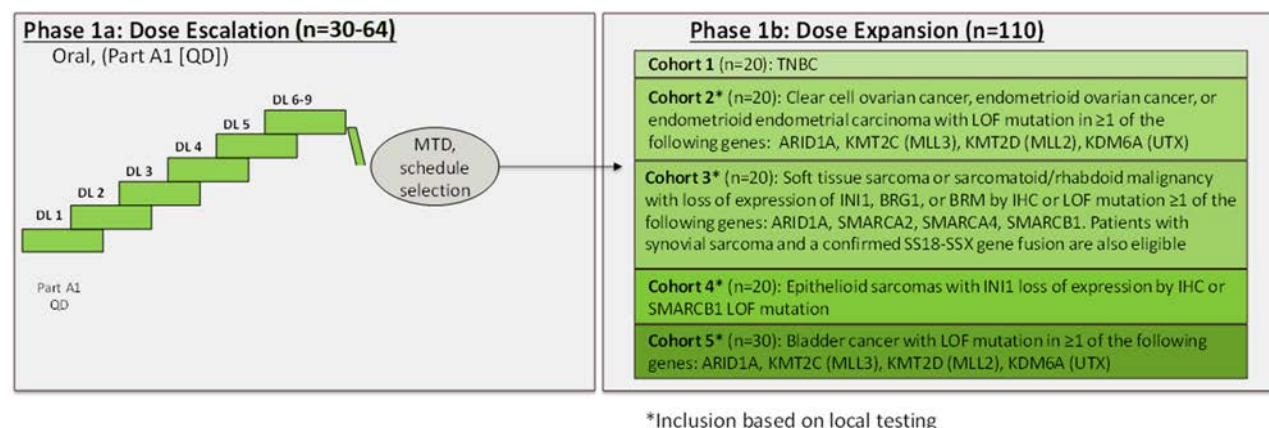 Phase 1a: Dose Escalation (n=30-64)
Oral, (Part A1 [QD])
DL 6-9
DL 5
DL 4
DL 3
DL 2
DL 1
Part A1
QD
MTD,
schedule
selection
Phase 1b: Dose Expansion (n=110)
Cohort 1 (n=20): TNBC
Cohort 2* (n=20): Clear cell ovarian cancer, endometrioid ovarian cancer, or
endometrioid endometrial carcinoma with LOF mutation in ≥1 of the
following genes: ARID1A, KMT2C (MLL3), KMT2D (MLL2), KDM6A (UTX)
Cohort 3* (n=20): Soft tissue sarcoma or sarcomatoid/rhabdoid malignancy
with loss of expression of INI1, BRG1, or BRM by IHC or LOF mutation ≥1 of the
following genes: ARID1A, SMARCA2, SMARCA4, SMARCB1. Patients with
synovial sarcoma and a confirmed SS18-SSX gene fusion are also eligible
Cohort 4* (n=20): Epithelioid sarcomas with INI1 loss of expression by IHC or
SMARCB1 LOF mutation
Cohort 5* (n=30): Bladder cancer with LOF mutation in ≥1 of the following
genes: ARID1A, KMT2C (MLL3), KMT2D (MLL2), KDM6A (UTX)
*Inclusion based on local testing